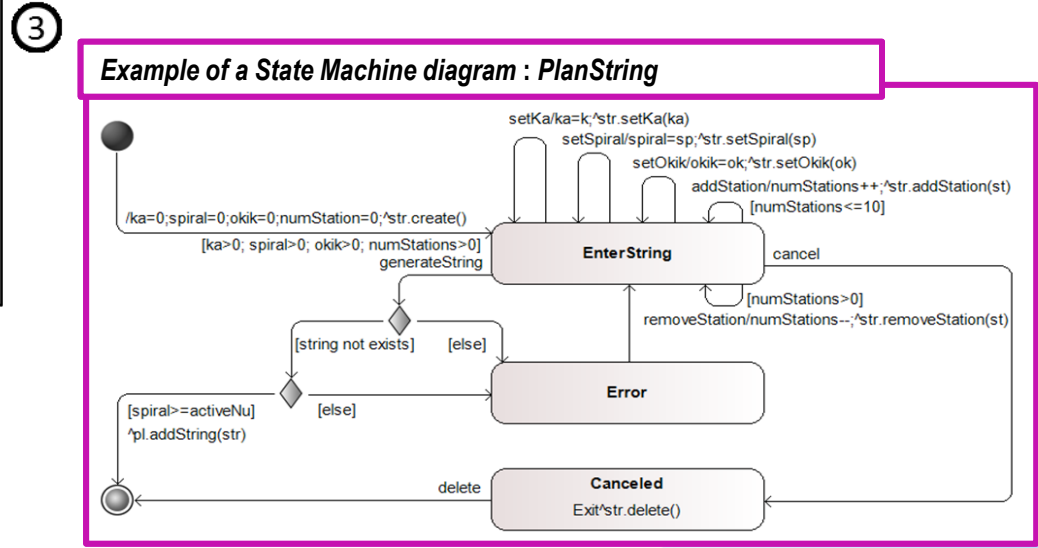 3
Example of a State Machine diagram : PlanString
setKa/ka=k;^str.setKa(ka)
setSpiral/spiral=sp;^str.setSpiral(sp)
setOkik/okik=ok;^str.setOkik(ok)
addStation/numStations++;^str.addStation(st)
[numStations<=10]
/ka=0;spiral=0;okik=0;numStation=0;^str.create()
[ka>0; spiral>0; okik>0; numStations>0]
generateString
EnterString
cancel
[numStations>0]
removeStation/numStations--;^str.removeStation(st)
[string not exists]
[else]
Error
[spiral>=activeNu]
^pl.addString(str)
[else]
delete
Canceled
Exit^str.delete()